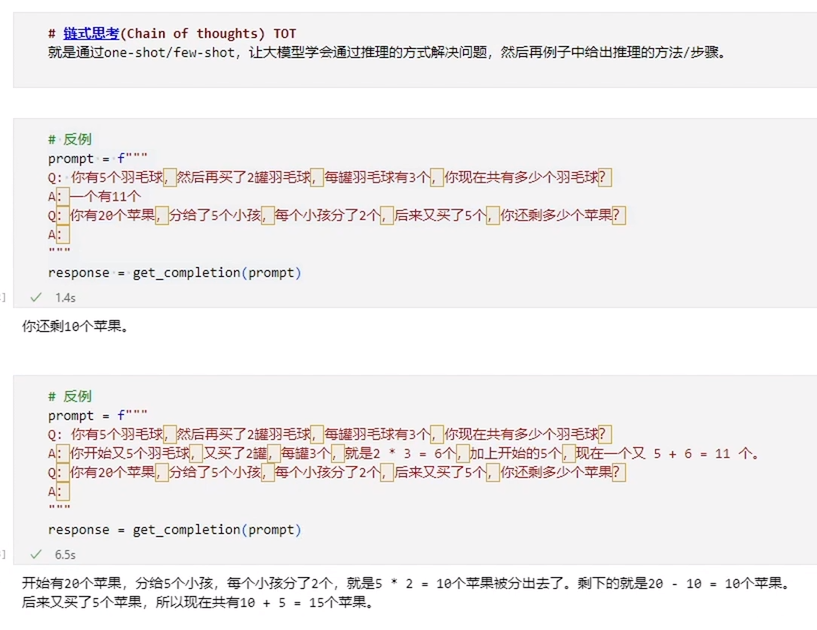 # 链式思考(Chain of thoughts) TOT
就是通过one-shot/few-shot，让大模型学会通过推理的方式解决问题，然后再例子中给出推理的方法/步骤。
# 反例
prompt = f"""
Q: 你有5个羽毛球，然后再买了2罐羽毛球，每罐羽毛球有3个，你现在共有多少个羽毛球？
A：一个有11个
Q：你有20个苹果，分给了5个小孩，每个小孩分了2个，后来又买了5个，你还剩多少个苹果？
A：
"""
response = get_completion(prompt)
✓ 1.4s
你还剩10个苹果。
# 反例
prompt = f"""
Q: 你有5个羽毛球，然后再买了2罐羽毛球，每罐羽毛球有3个，你现在共有多少个羽毛球？
A：你开始又5个羽毛球，又买了2罐，每罐3个，就是2 * 3 = 6个，加上开始的5个，现在一个又 5 + 6 = 11 个。
Q：你有20个苹果，分给了5个小孩，每个小孩分了2个，后来又买了5个，你还剩多少个苹果？
A：
"""
response = get_completion(prompt)
✓ 6.5s
开始有20个苹果，分给5个小孩，每个小孩分了2个，就是5 * 2 = 10个苹果被分出去了。剩下的就是20 - 10 = 10个苹果。
后来又买了5个苹果，所以现在共有10 + 5 = 15个苹果。